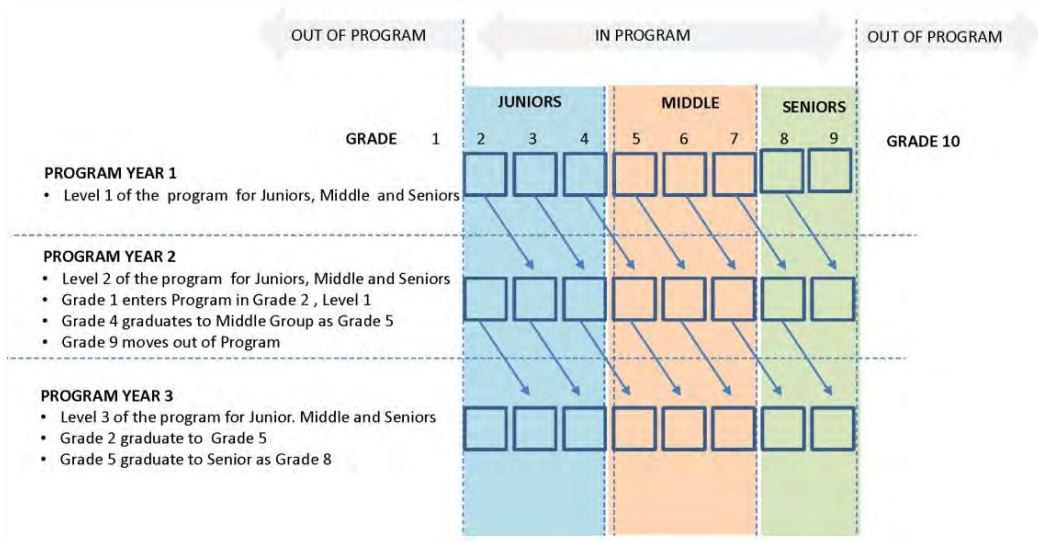 OUT OF PROGRAM IN PROGRAM OUT OF PROGRAM
JUNIORS MIDDLE SENIORS
GRADE 1 2 3 4 5 6 7 8 9 GRADE 10
PROGRAM YEAR 1
• Level 1 of the program for Juniors, Middle and Seniors
PROGRAM YEAR 2
• Level 2 of the program for Juniors, Middle and Seniors
• Grade 1 enters Program in Grade 2 , Level 1
• Grade 4 graduates to Middle Group as Grade 5
• Grade 9 moves out of Program
PROGRAM YEAR 3
• Level 3 of the program for Junior. Middle and Seniors
• Grade 2 graduate to Grade 5
• Grade 5 graduate to Senior as Grade 8